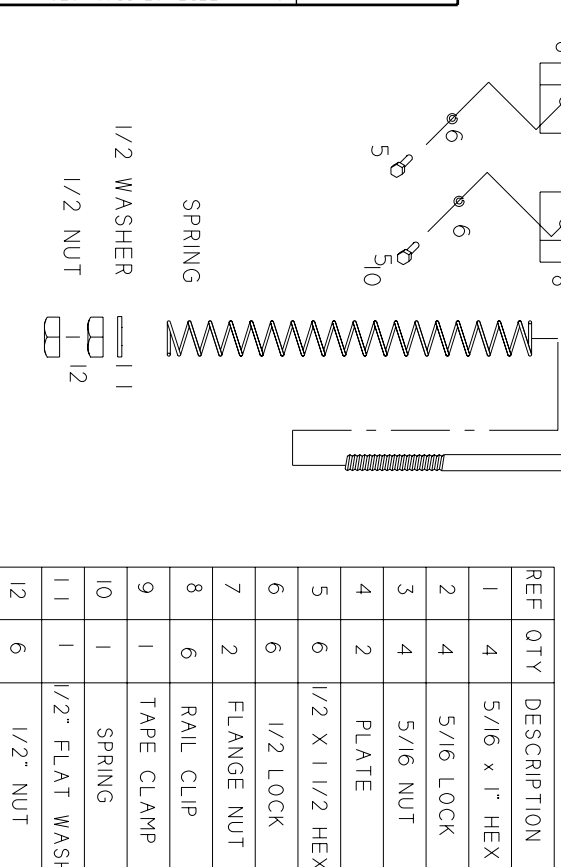 5
6
5
6
10
SPRING
1/2 WASHER
1/2 NUT
11
12
REF QTY DESCRIPTION
1 4 5/16 x 1" HEX
2 4 5/16 LOCK
3 4 5/16 NUT
4 2 PLATE
5 6 1/2 X 1 1/2 HEX
6 6 1/2 LOCK
7 2 FLANGE NUT
8 6 RAIL CLIP
9 1 TAPE CLAMP
10 1 SPRING
11 1 1/2" FLAT WASH
12 6 1/2" NUT